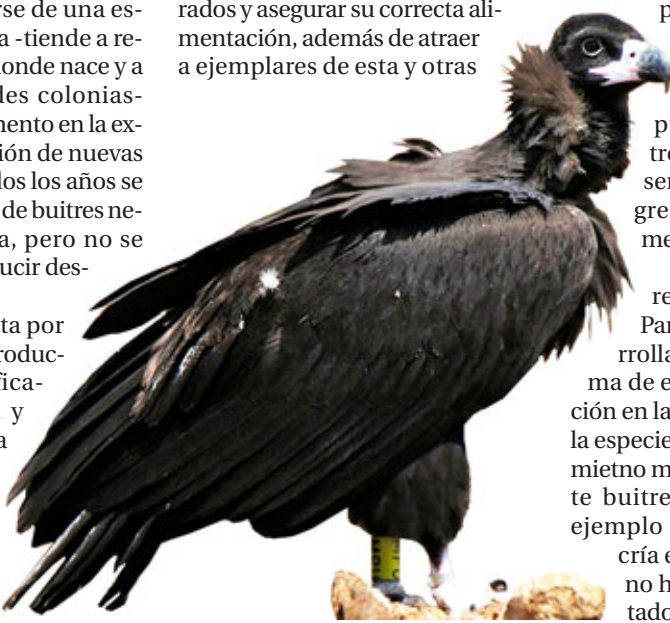 rse de una es-
a -tiende a re-
onde nace y a
des colonias-
mento en la ex-
ión de nuevas
los los años se
de buitres ne-
a, pero no se
ucir des-
ta por
roduc-
fica-
y
a
rados y asegurar su correcta ali-
mentación, además de atraer
a ejemplares de esta y otras
p
p
tr
ser
gre
me
re
Par
rrolla
ma de e
ción en la
la especie
mietno m
te buitre
ejemplo
cría e
no h
tado